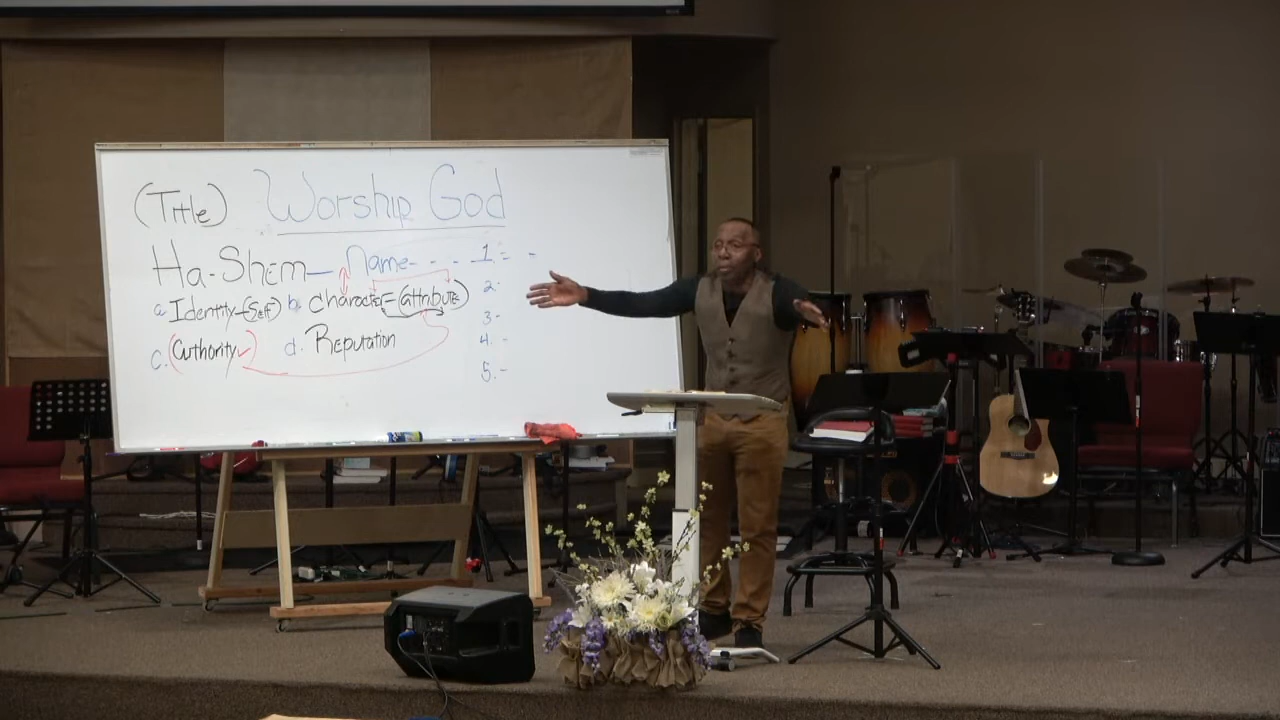 (Title) Worship God
Ha-Shem— Name- - - 1= -
a. Identity-(Self) b. character=(attribute) 2-
c. (Authority✓) d. Reputation 3-
4. -
5. -